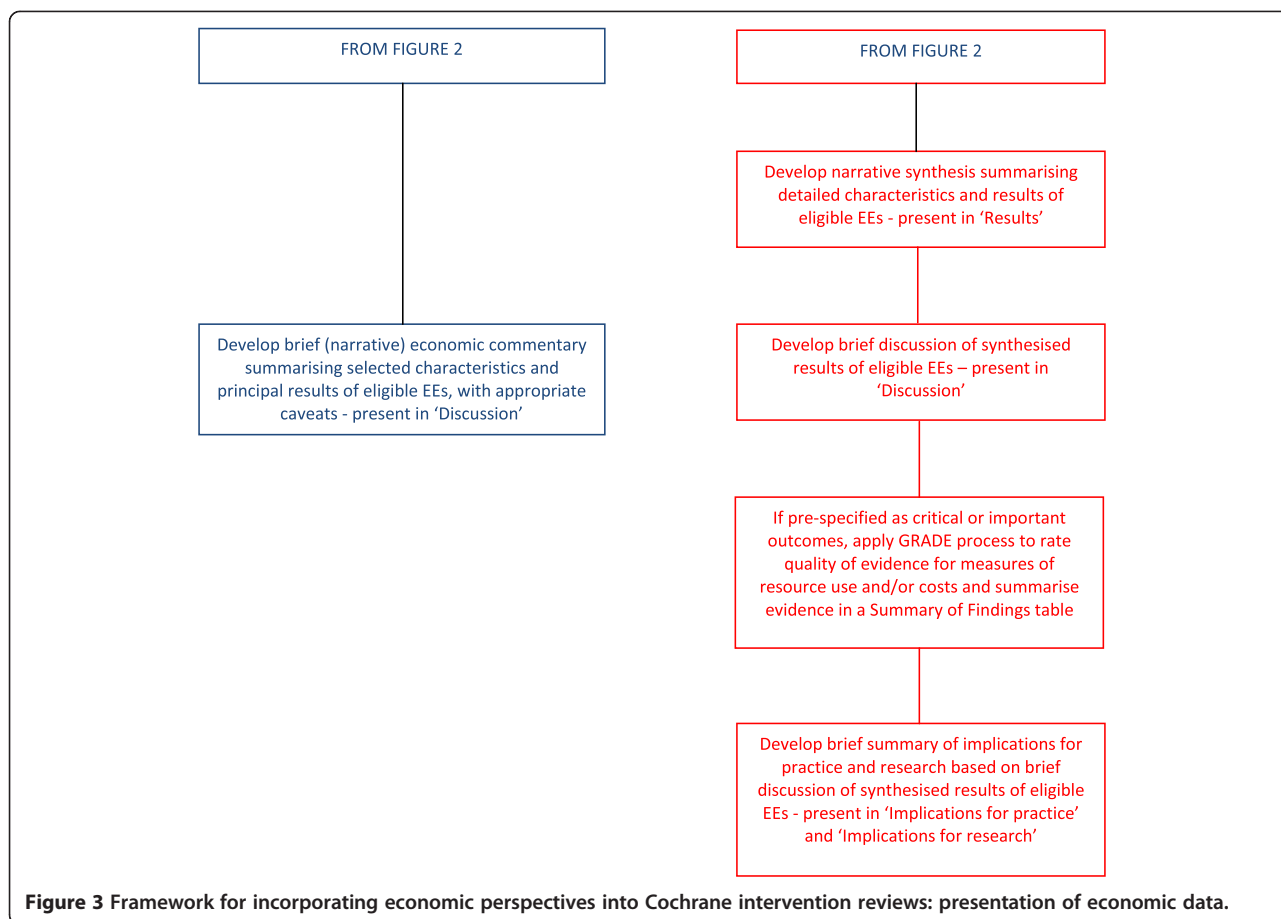 FROM FIGURE 2
Develop brief (narrative) economic commentary
summarising selected characteristics and
principal results of eligible EEs, with appropriate
caveats - present in ‘Discussion’
FROM FIGURE 2
Develop narrative synthesis summarising
detailed characteristics and results of
eligible EEs - present in ‘Results’
Develop brief discussion of synthesised
results of eligible EEs – present in
‘Discussion’
If pre-specified as critical or important
outcomes, apply GRADE process to rate
quality of evidence for measures of
resource use and/or costs and summarise
evidence in a Summary of Findings table
Develop brief summary of implications for
practice and research based on brief
discussion of synthesised results of eligible
EEs - present in ‘Implications for practice’
and ‘Implications for research’
Figure 3 Framework for incorporating economic perspectives into Cochrane intervention reviews: presentation of economic data.